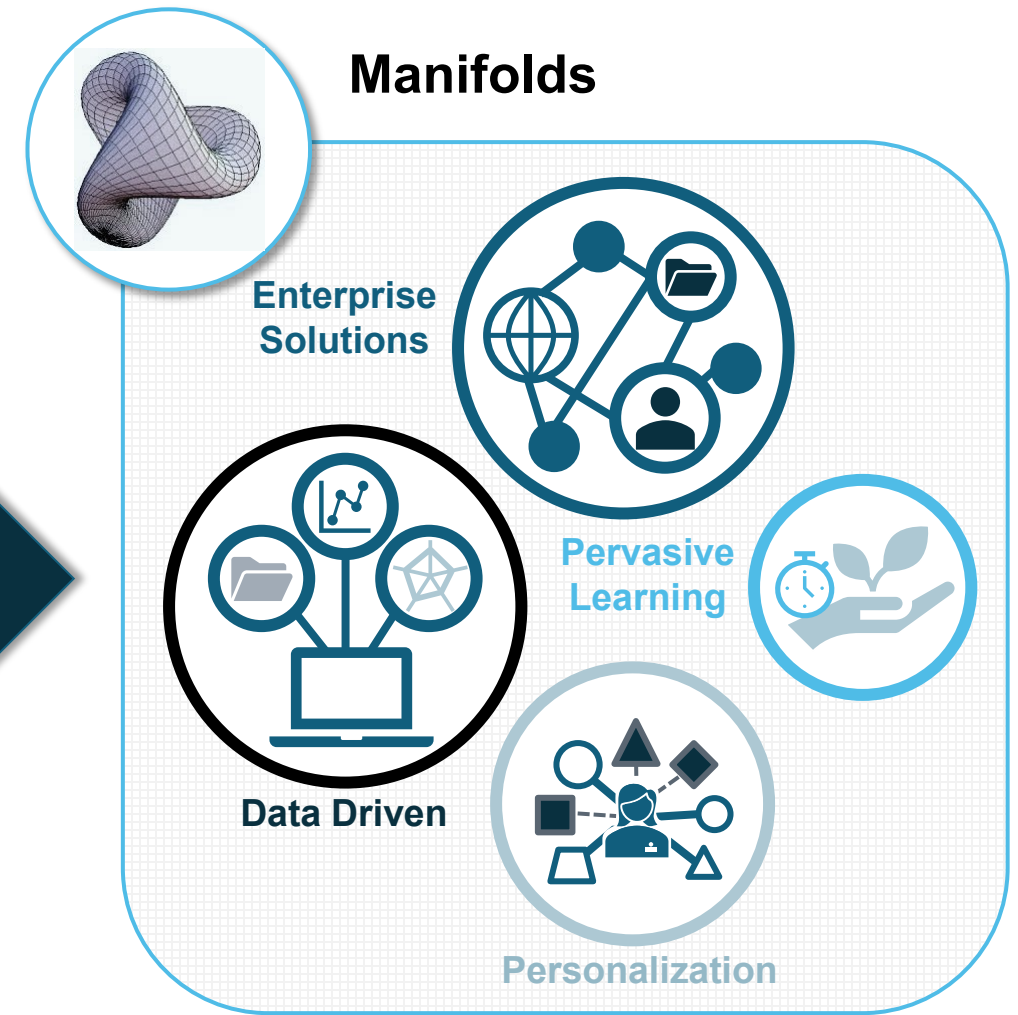 Manifolds
Enterprise
Solutions
Pervasive
Learning
Data Driven
Personalization